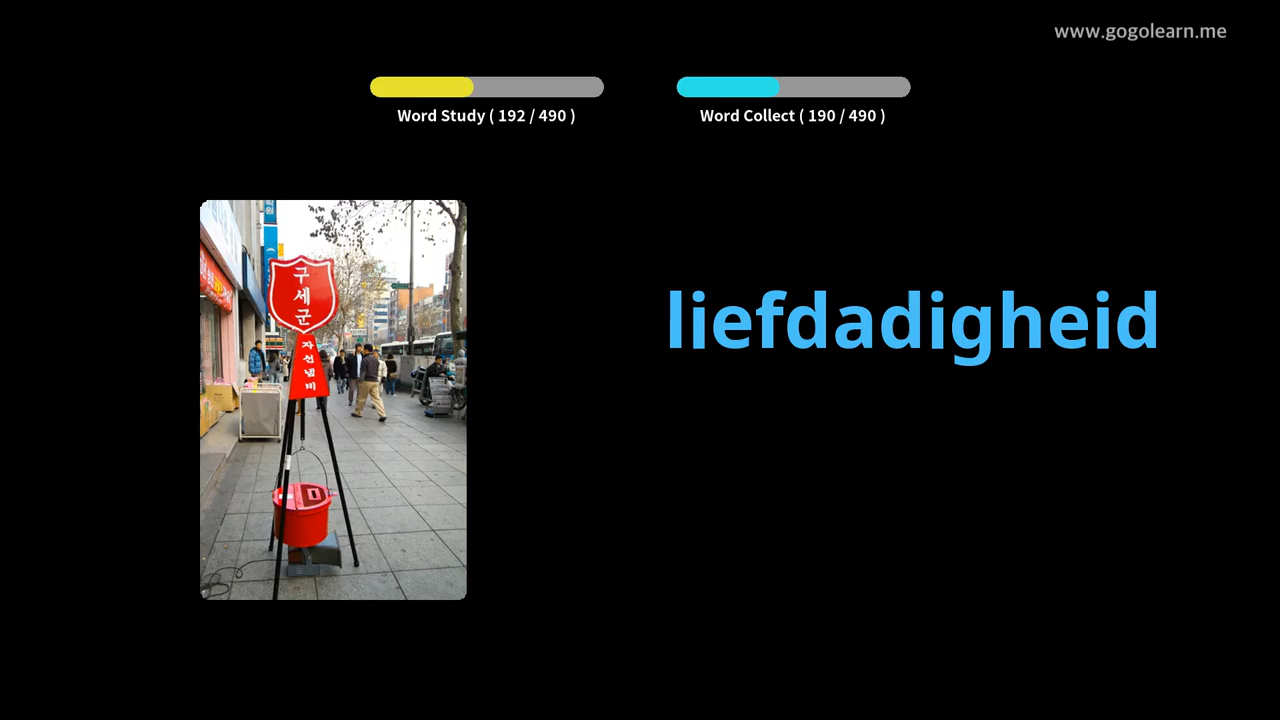 www.gogolearn.me
Word Study ( 192 / 490 )
Word Collect ( 190 / 490 )
구
세
군
자
선
냄
비
liefdadigheid